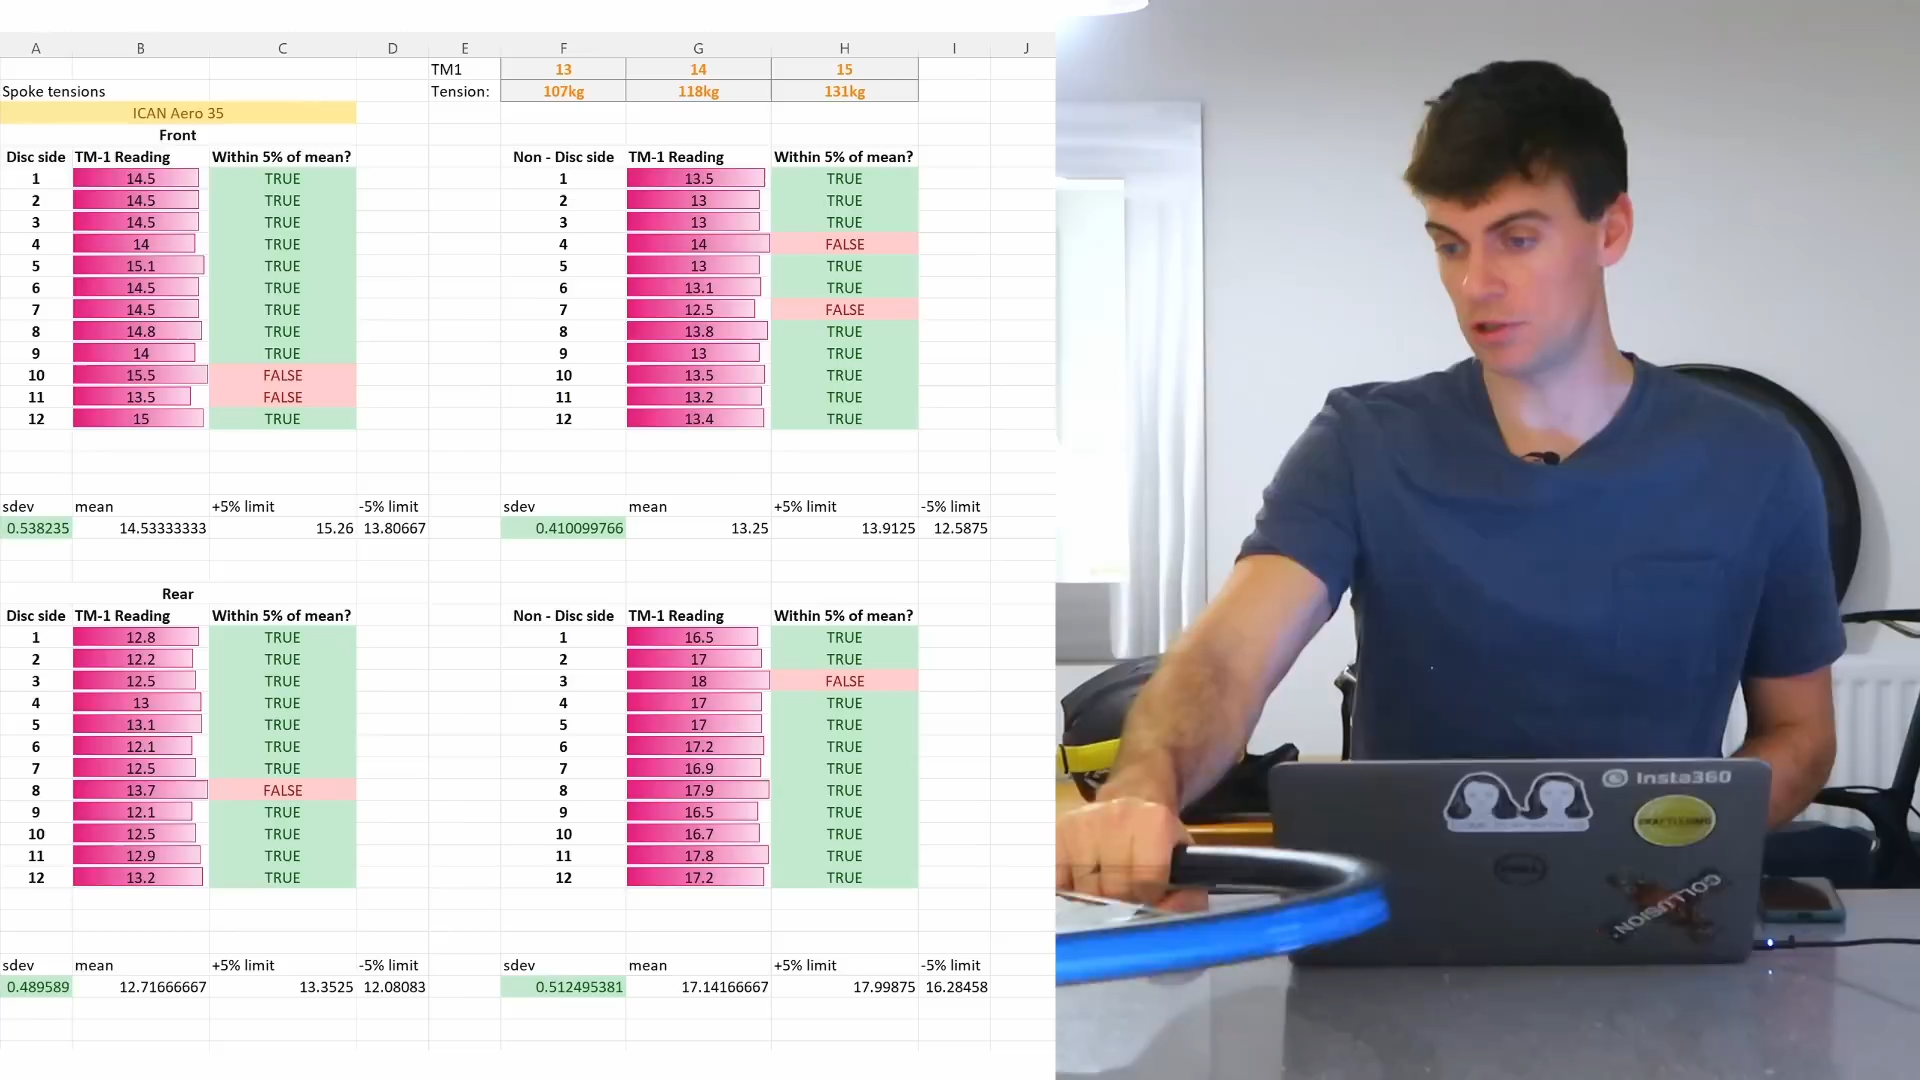 A B C D E F G H I J
TM1 13 14 15
Spoke tensions Tension: 107kg 118kg 131kg
ICAN Aero 35
Front
Disc side TM-1 Reading Within 5% of mean? Non - Disc side TM-1 Reading Within 5% of mean?
1 14.5 TRUE 1 13.5 TRUE
2 14.5 TRUE 2 13 TRUE
3 14.5 TRUE 3 13 TRUE
4 14 TRUE 4 14 FALSE
5 15.1 TRUE 5 13 TRUE
6 14.5 TRUE 6 13.1 TRUE
7 14.5 TRUE 7 12.5 FALSE
8 14.8 TRUE 8 13.8 TRUE
9 14 TRUE 9 13 TRUE
10 15.5 FALSE 10 13.5 TRUE
11 13.5 FALSE 11 13.2 TRUE
12 15 TRUE 12 13.4 TRUE
sdev mean +5% limit -5% limit sdev mean +5% limit -5% limit
0.538235 14.53333333 15.26 13.80667 0.410099766 13.25 13.9125 12.5875
Rear
Disc side TM-1 Reading Within 5% of mean? Non - Disc side TM-1 Reading Within 5% of mean?
1 12.8 TRUE 1 16.5 TRUE
2 12.2 TRUE 2 17 TRUE
3 12.5 TRUE 3 18 FALSE
4 13 TRUE 4 17 TRUE
5 13.1 TRUE 5 17 TRUE
6 12.1 TRUE 6 17.2 TRUE
7 12.5 TRUE 7 16.9 TRUE
8 13.7 FALSE 8 17.9 TRUE
9 12.1 TRUE 9 16.5 TRUE
10 12.5 TRUE 10 16.7 TRUE
11 12.9 TRUE 11 17.8 TRUE
12 13.2 TRUE 12 17.2 TRUE
sdev mean +5% limit -5% limit sdev mean +5% limit -5% limit
0.489589 12.71666667 13.3525 12.08083 0.512495381 17.14166667 17.99875 16.28458
Insta360
DELL
COLLUSION